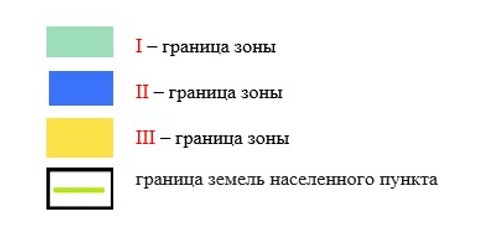 I – граница зоны
II – граница зоны
III – граница зоны
граница земель населенного пункта